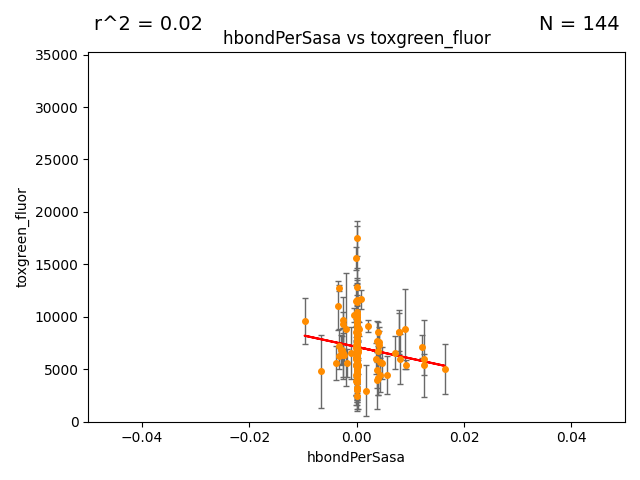 r^2 = 0.02
N = 144
hbondPerSasa vs toxgreen_fluor
35000
30000
25000
20000
15000
10000
5000
0
toxgreen_fluor
−0.04
−0.02
0.00
0.02
0.04
hbondPerSasa